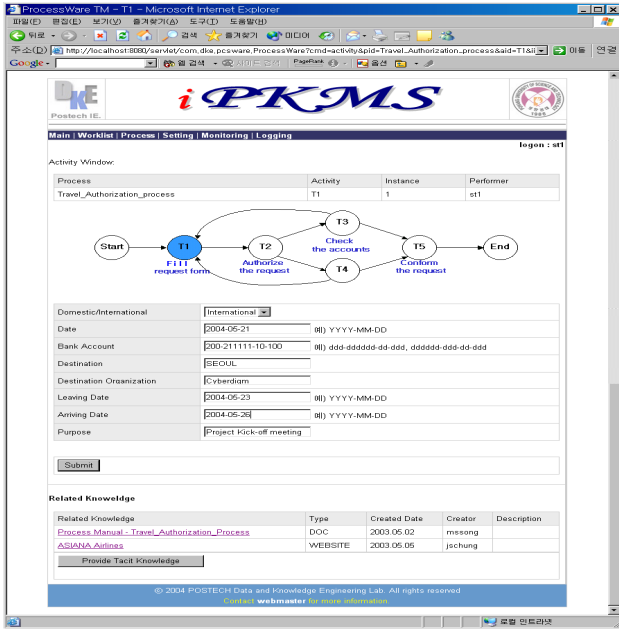 ProcessWare TM - T1 - Microsoft Internet Explorer
파일(F) 편집(E) 보기(V) 즐겨찾기(A) 도구(T) 도움말(H)
뒤로 검색 즐겨찾기 미디어
주소(D) http://localhost:8080/servlet/com,dke,pcsware,ProcessWare?cmd=activity&pid=Travel_Authorization_process&aid=T1&ii 이동 연결
Google 웹 검색 사이트 검색 PageRank 옵션
DKE
Postech IE.
iPKMS
1986
Main | Worklist | Process | Setting | Monitoring | Logging
logon : st1
Activity Window:
Process Activity Instance Performer
Travel_Authorization_process T1 1 st1
T3
Check
the accounts
Start T1 T2 T5 End
Fill
request form
Authorize
the request
Conform
the request
T4
Domestic/International International
Date 2004-05-21 예) YYYY-MM-DD
Bank Account 200-211111-10-100 예) ddd-dddddd-dd-ddd, dddddd-ddd-dd-ddd
Destination SEOUL
Destination Organization Cyberdigm
Leaving Date 2004-05-23 예) YYYY-MM-DD
Arriving Date 2004-05-26 예) YYYY-MM-DD
Purpose Project Kick-off meeting
Submit
Related Knoweldge
Related Knowledge Type Created Date Creator Description
Process Manual - Travel_Authorization_Process DOC 2003.05.02 mssong
ASIANA Airlines WEBSITE 2003.05.05 jschung
Provide Tacit Knowledge
© 2004 POSTECH Data and Knowledge Engineering Lab. All rights reserved
Contact webmaster for more information.
로컬 인트라넷